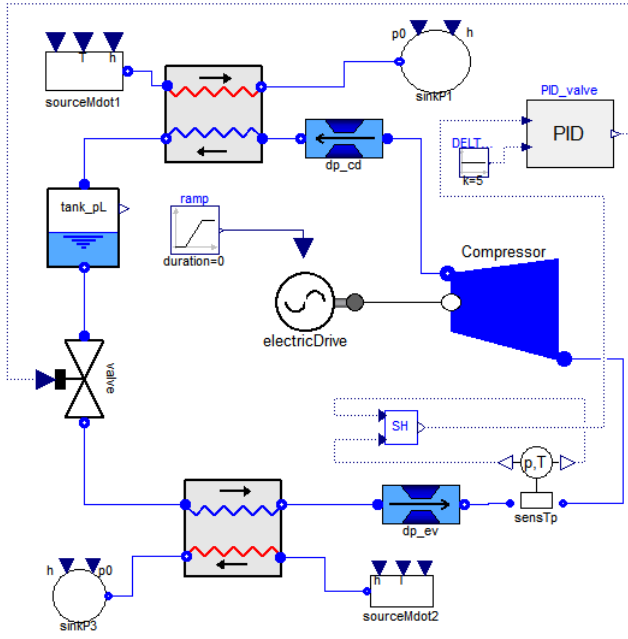 p0
h
T
h
sourceMdot1
sinkP1
PID_valve
DELT...
PID
k=5
dp_cd
tank_pL
ramp
duration=0
Compressor
electricDrive
valve
SH
p,T
sensTp
dp_ev
h
p0
h
T
sinkP3
sourceMdot2